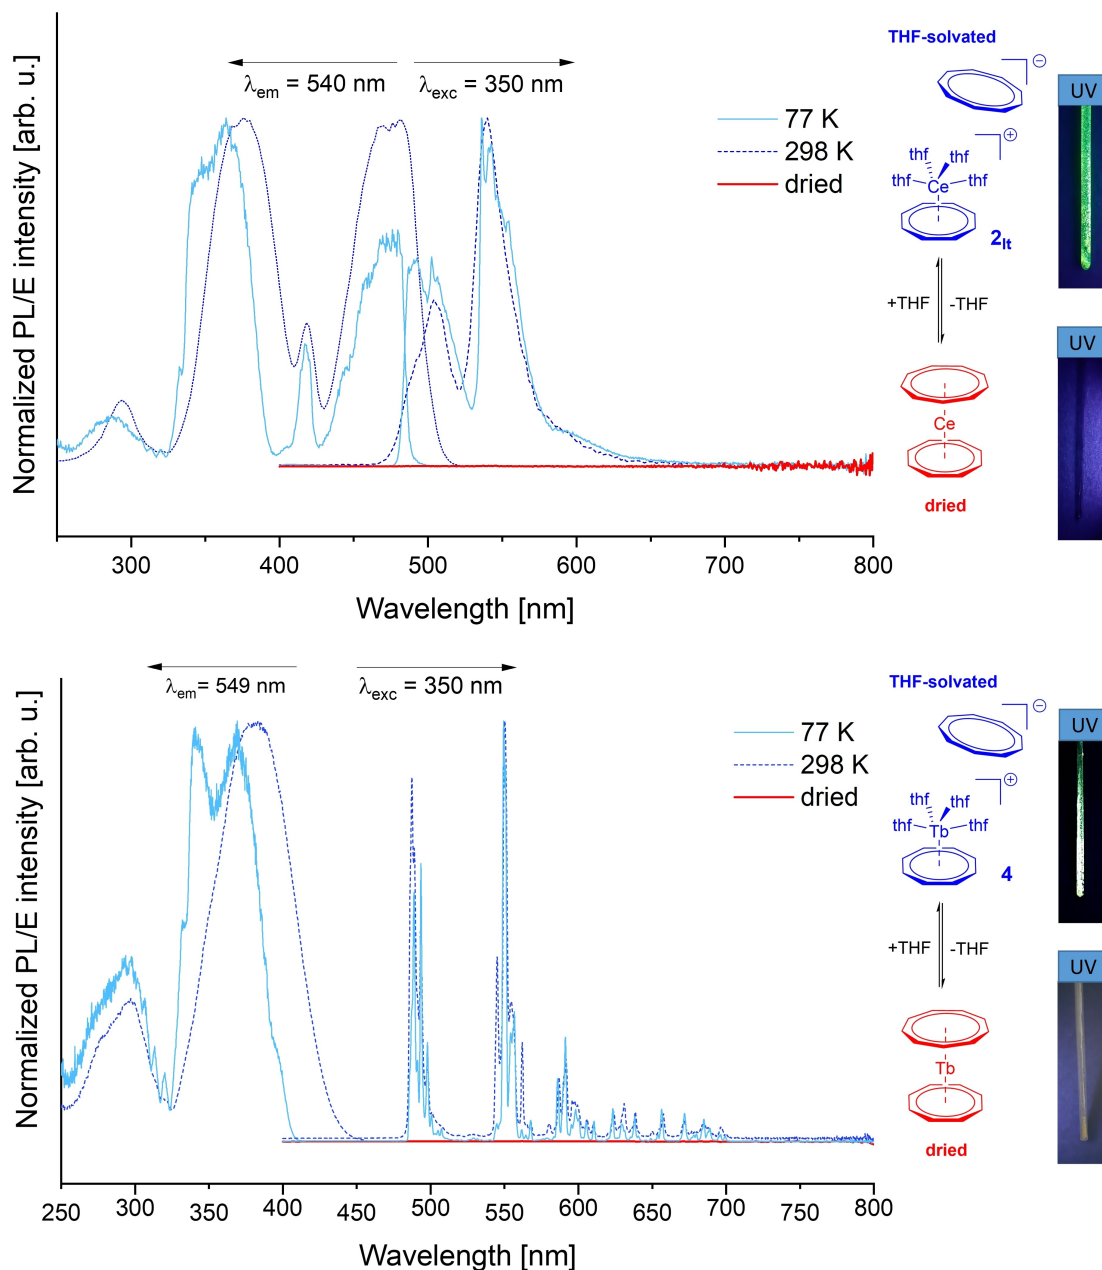 THF-solvated
λem = 540 nm
λexc = 350 nm
Normalized PL/E intensity [arb. u.]
77 K
298 K
dried
⊖
UV
⊕
thf thf
thf Ce thf
2lt
+THF -THF
UV
Ce
dried
300 400 500 600 700 800
Wavelength [nm]
λem= 549 nm
λexc = 350 nm
THF-solvated
Normalized PL/E intensity [arb. u.]
77 K
298 K
dried
⊖
UV
⊕
thf thf
thf Tb thf
4
+THF -THF
UV
Tb
dried
250 300 350 400 450 500 550 600 650 700 750 800
Wavelength [nm]